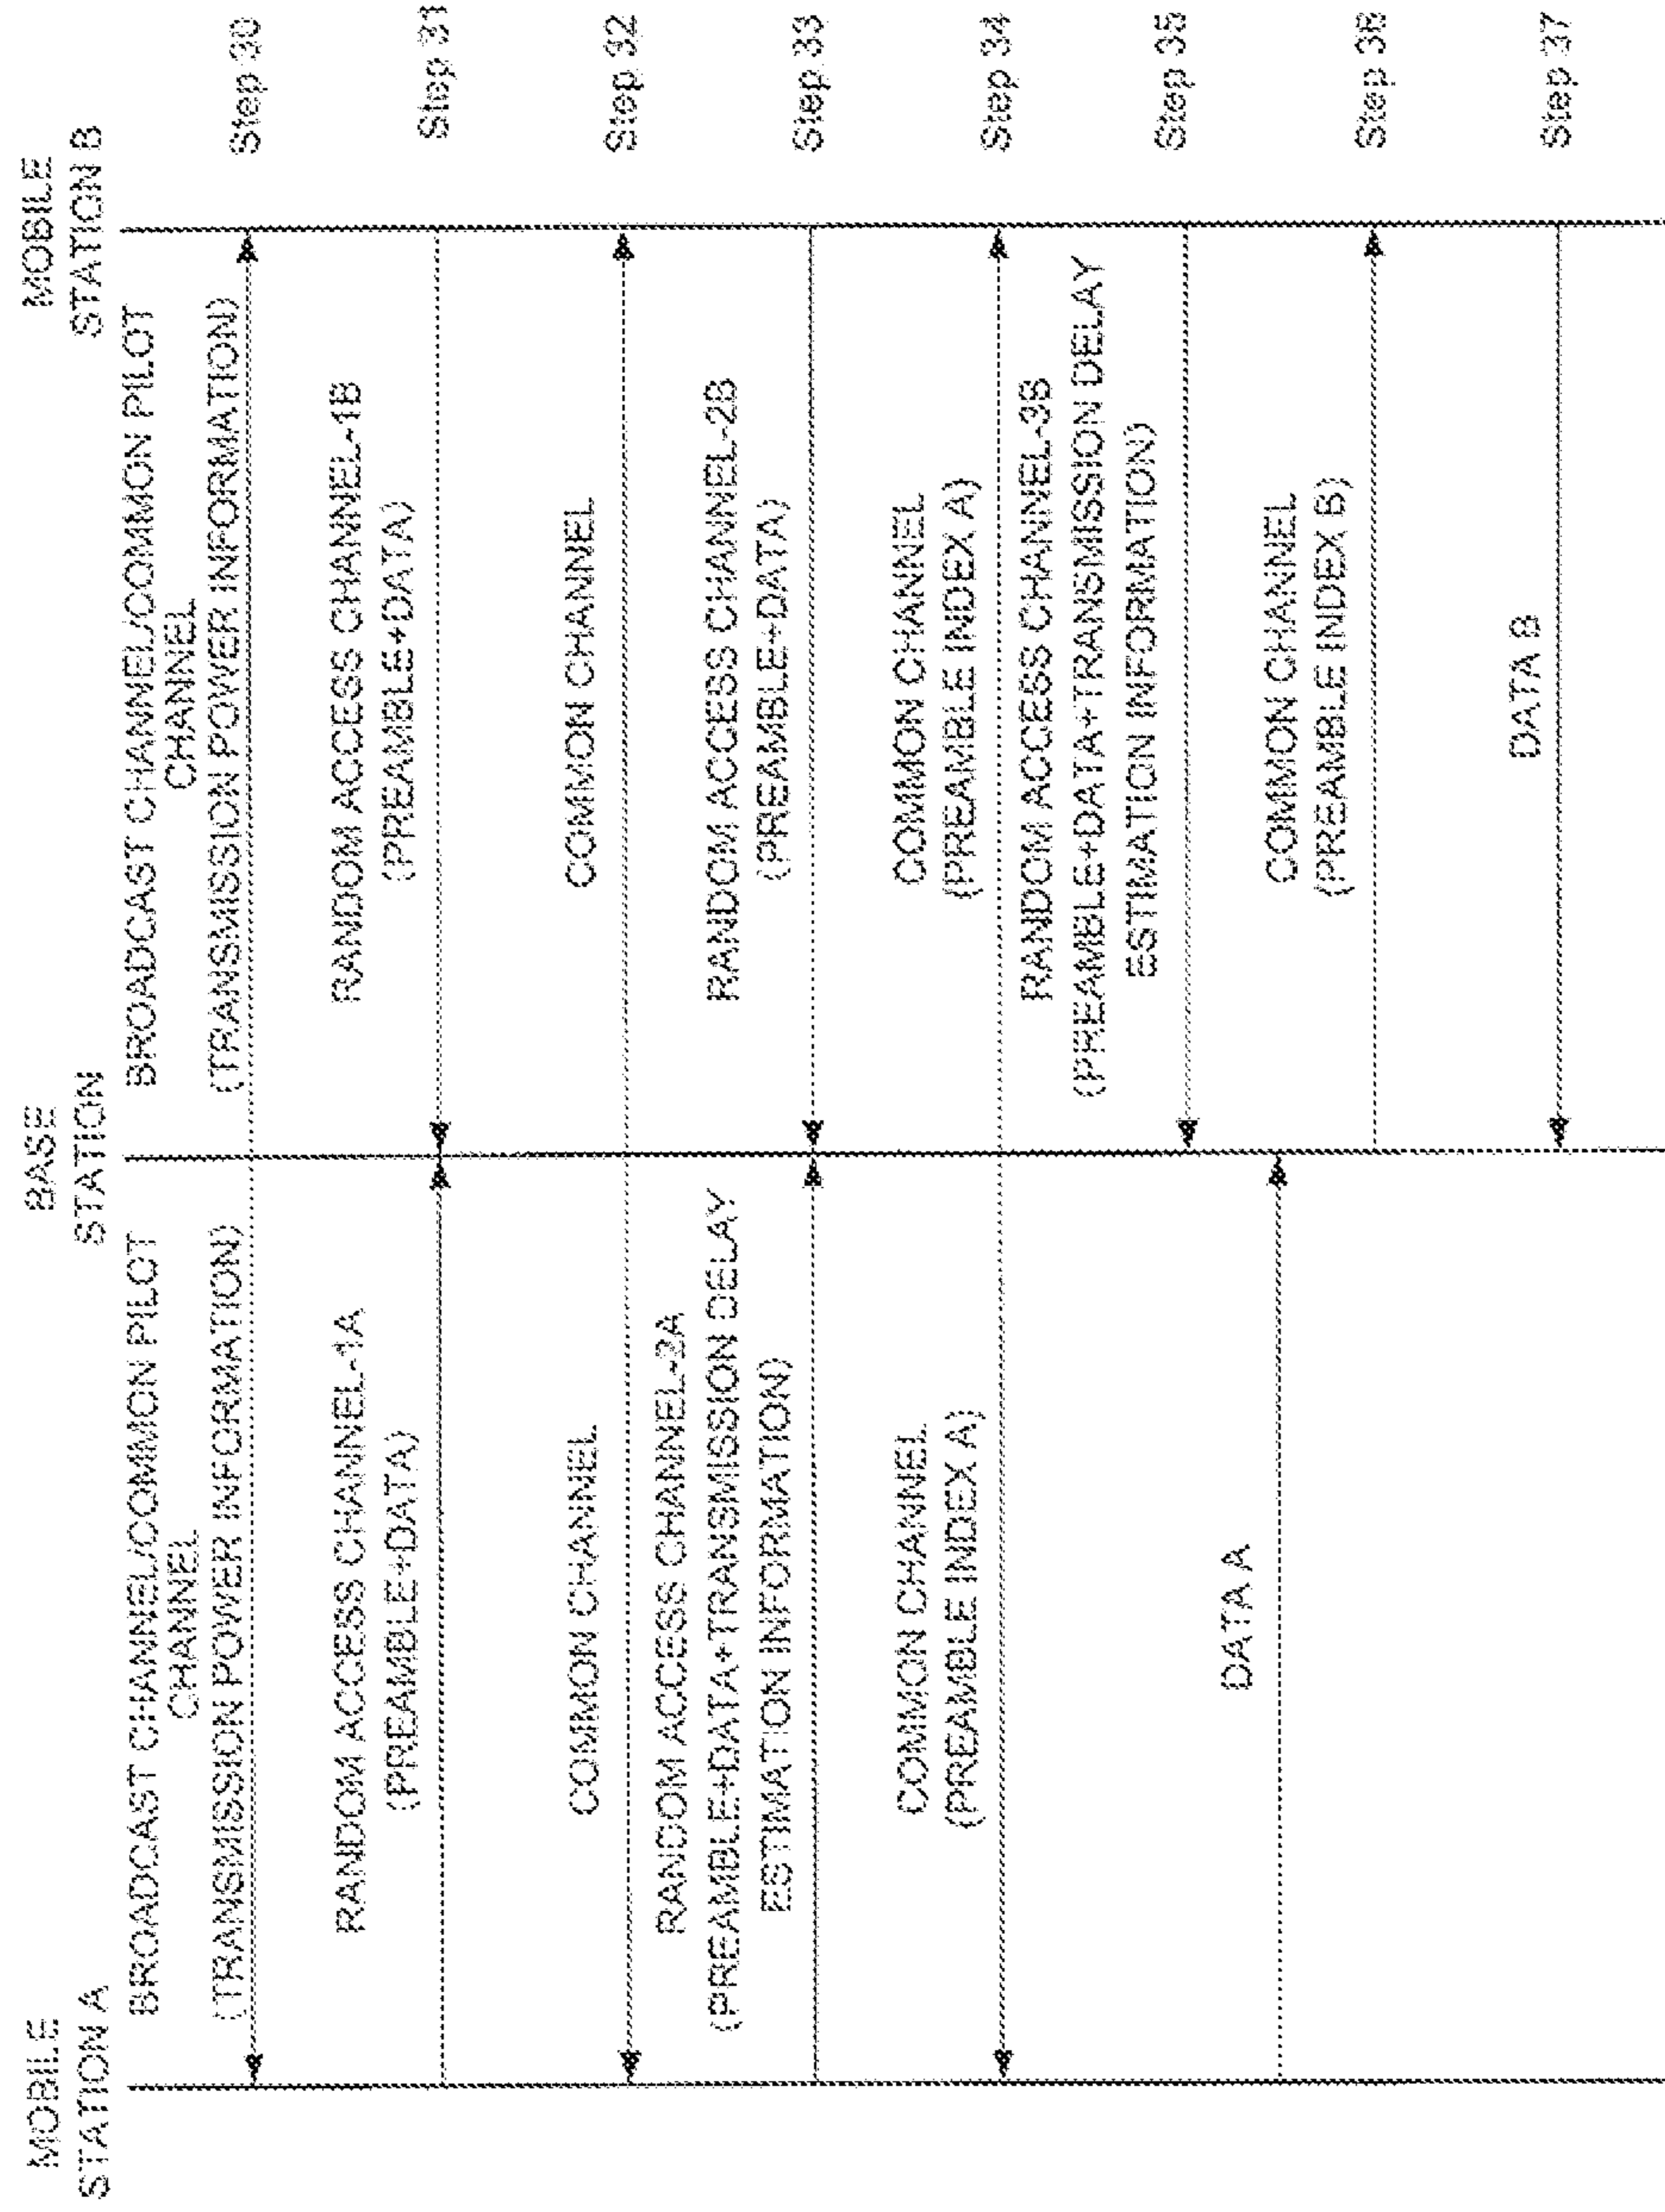 MOBILE
STATION A
BASE
STATION
MOBILE
STATION B
BROADCAST CHANNEL/COMMON PILOT
CHANNEL
(TRANSMISSION POWER INFORMATION)
BROADCAST CHANNEL/COMMON PILOT
CHANNEL
(TRANSMISSION POWER INFORMATION)
Step 30
RANDOM ACCESS CHANNEL-1A
(PREAMBLE+DATA)
RANDOM ACCESS CHANNEL-1B
(PREAMBLE+DATA)
Step 31
COMMON CHANNEL
COMMON CHANNEL
Step 32
RANDOM ACCESS CHANNEL-2A
(PREAMBLE+DATA+TRANSMISSION DELAY
ESTIMATION INFORMATION)
RANDOM ACCESS CHANNEL-2B
(PREAMBLE+DATA)
Step 33
COMMON CHANNEL
(PREAMBLE INDEX A)
COMMON CHANNEL
(PREAMBLE INDEX A)
Step 34
RANDOM ACCESS CHANNEL-3B
(PREAMBLE+DATA+TRANSMISSION DELAY
ESTIMATION INFORMATION)
Step 35
DATA A
COMMON CHANNEL
(PREAMBLE INDEX B)
Step 36
DATA B
Step 37